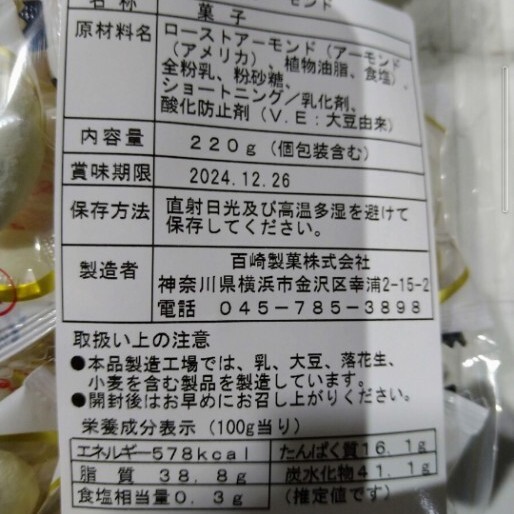 名称 菓子
原材料名 ローストアーモンド（アーモンド
（アメリカ）、植物油脂、食塩）、
全粉乳、粉砂糖、
ショートニング／乳化剤、
酸化防止剤（V.E：大豆由来）
内容量 220g（個包装含む）
賞味期限 2024.12.26
保存方法 直射日光及び高温多湿を避けて
保存してください。
製造者 百崎製菓株式会社
神奈川県横浜市金沢区幸浦2-15-2
電話 045-785-3898
取扱い上の注意
●本品製造工場では、乳、大豆、落花生、
小麦を含む製品を製造しています。
●開封後はお早めにお召し上がりください。
栄養成分表示（100g当り）
エネルギー578kcal たんぱく質16.1g
脂質 38.8g 炭水化物41.1g
食塩相当量0.3g （推定値です）